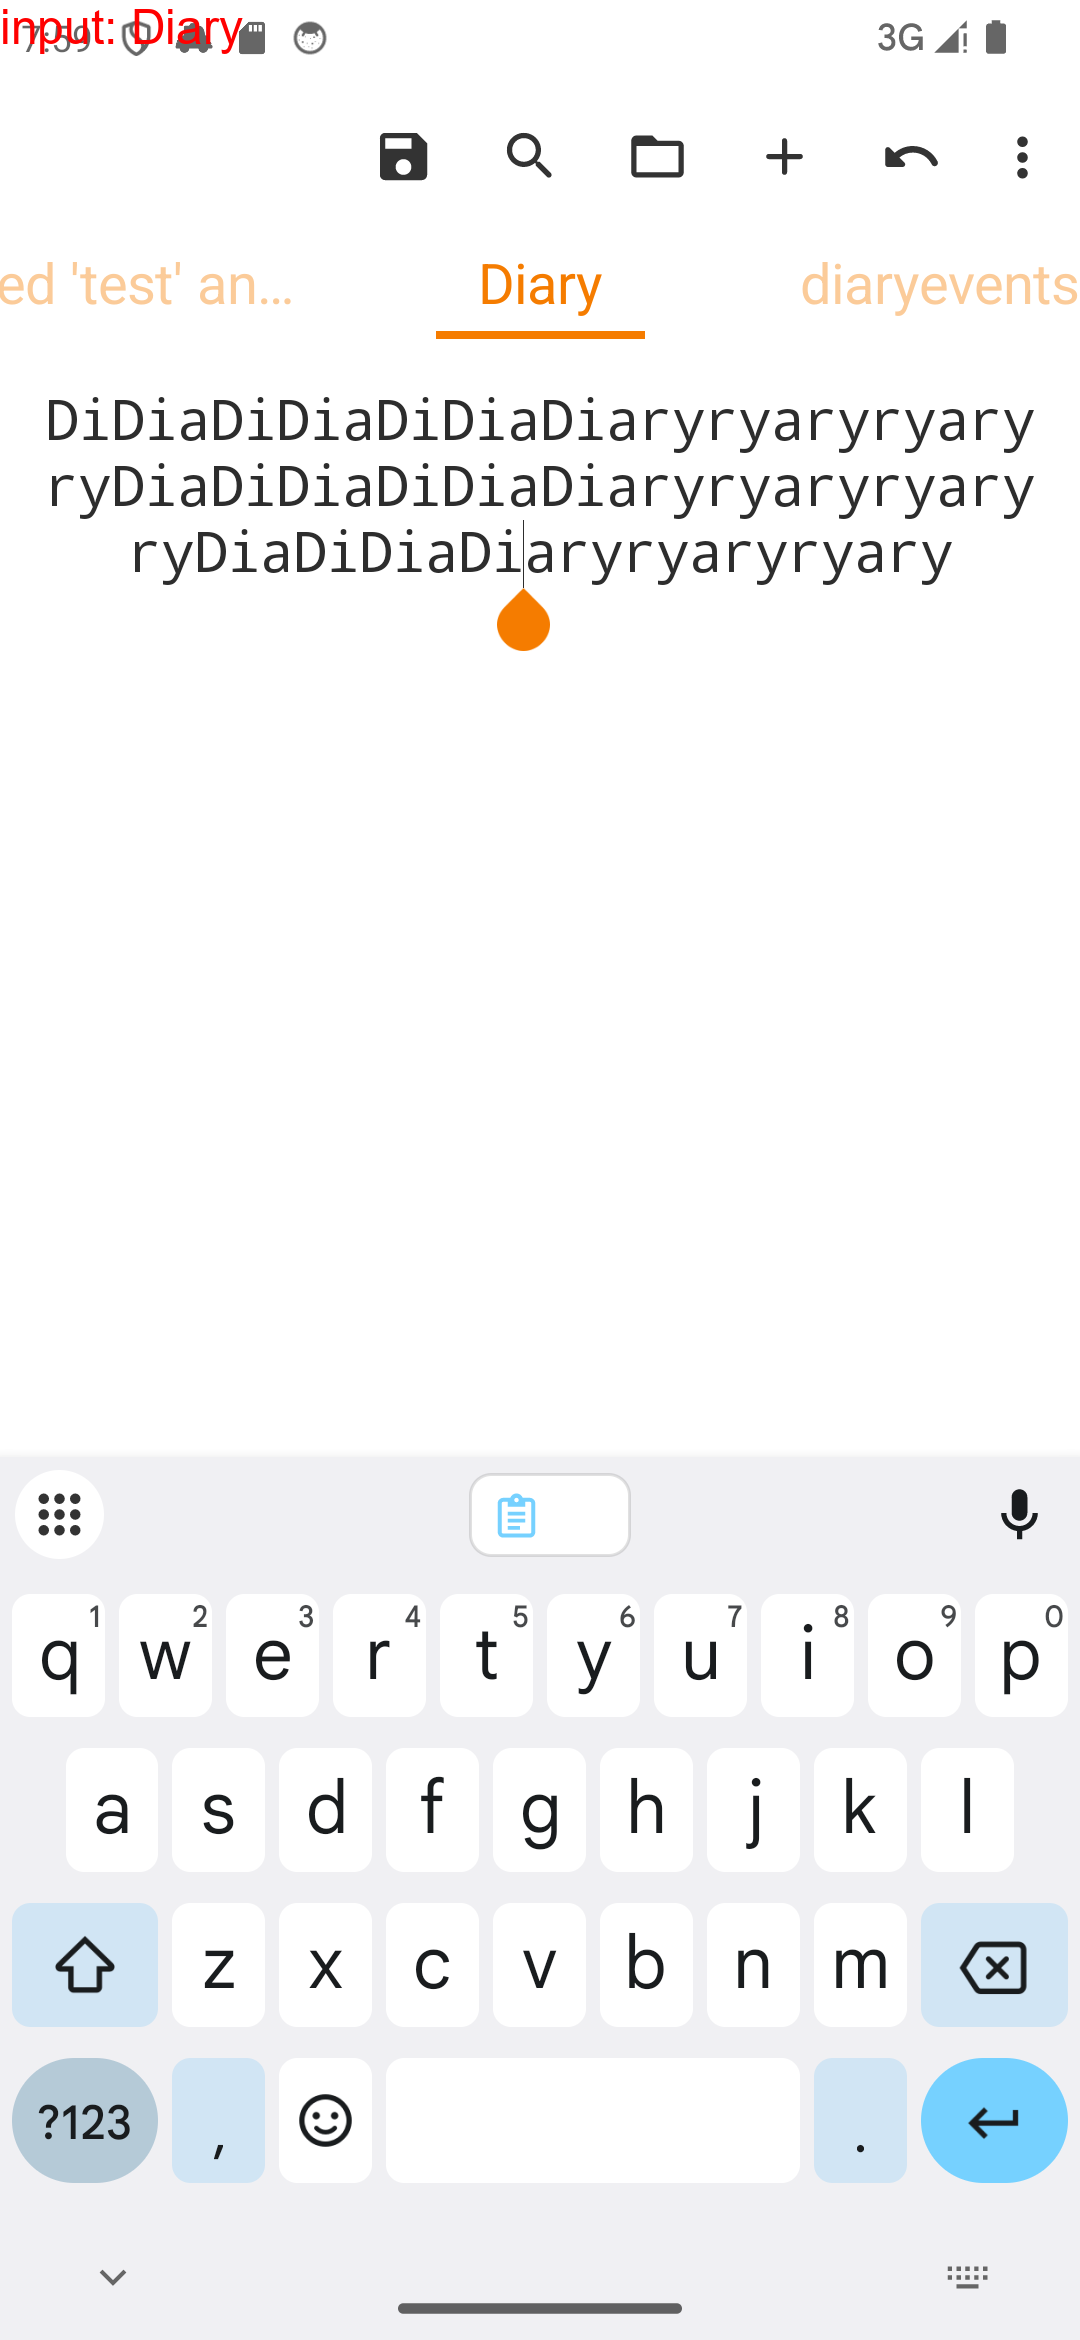 input: Diary
7:59
3G
ed 'test' an...
Diary
diaryevents
DiDiaDiDiaDiDiaDiaryryaryryary
ryDiaDiDiaDiDiaDiaryryaryryary
ryDiaDiDiaDiaryryaryryary
q 1 w 2 e 3 r 4 t 5 y 6 u 7 i 8 o 9 p 0
a s d f g h j k l
z x c v b n m
?123 , .